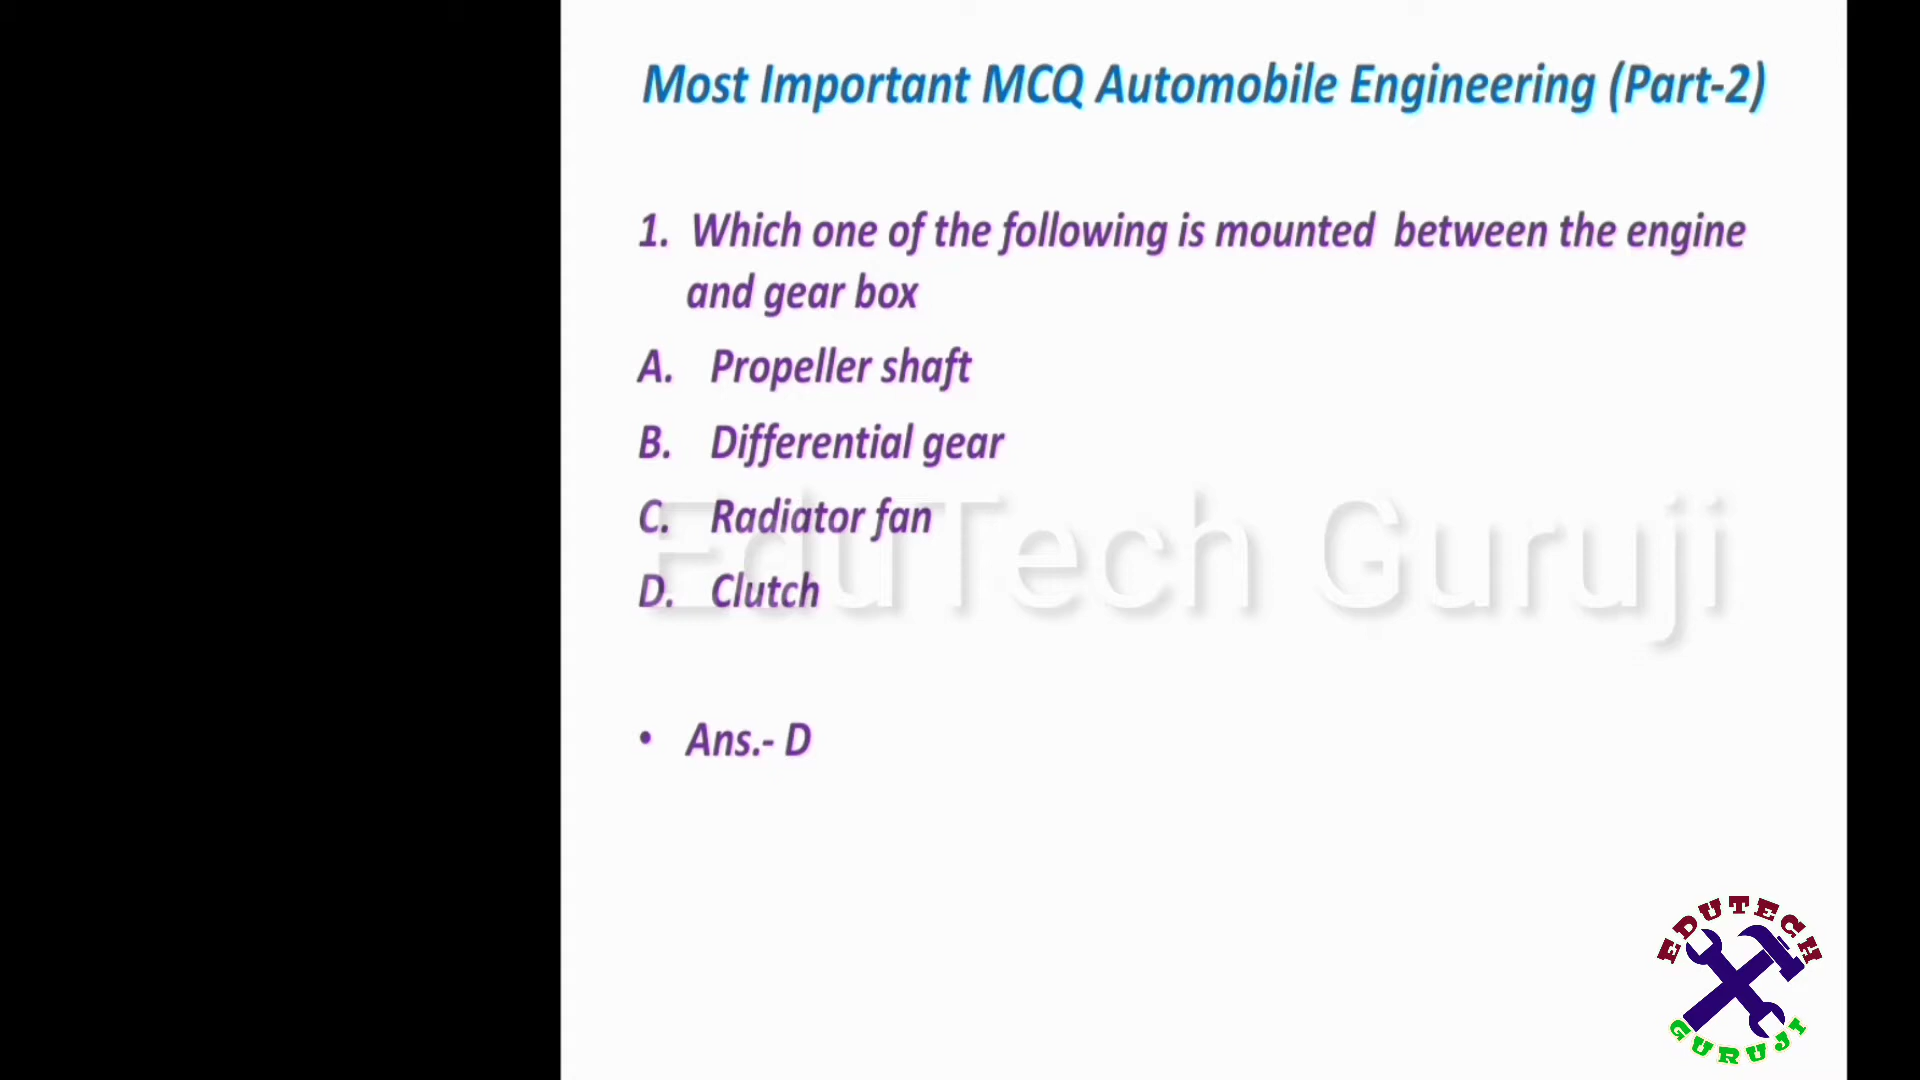 Most Important MCQ Automobile Engineering (Part-2)
1. Which one of the following is mounted between the engine
and gear box
A. Propeller shaft
B. Differential gear
C. Radiator fan
EduTech Guruji
D. Clutch
• Ans.- D
EDUTECH
GURUJI